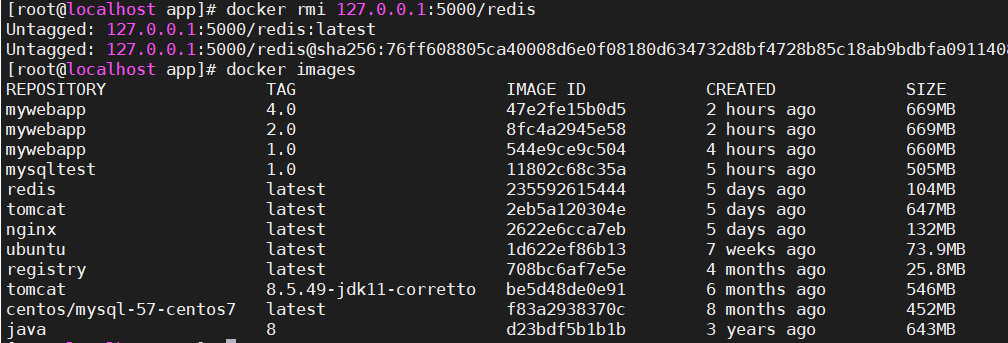 [root@localhost app]# docker rmi 127.0.0.1:5000/redis
Untagged: 127.0.0.1:5000/redis:latest
Untagged: 127.0.0.1:5000/redis@sha256:76ff608805ca40008d6e0f08180d634732d8bf4728b85c18ab9bdbfa091140
[root@localhost app]# docker images
REPOSITORY TAG IMAGE ID CREATED SIZE
mywebapp 4.0 47e2fe15b0d5 2 hours ago 669MB
mywebapp 2.0 8fc4a2945e58 2 hours ago 669MB
mywebapp 1.0 544e9ce9c504 4 hours ago 660MB
mysqltest 1.0 11802c68c35a 5 hours ago 505MB
redis latest 235592615444 5 days ago 104MB
tomcat latest 2eb5a120304e 5 days ago 647MB
nginx latest 2622e6cca7eb 5 days ago 132MB
ubuntu latest 1d622ef86b13 7 weeks ago 73.9MB
registry latest 708bc6af7e5e 4 months ago 25.8MB
tomcat 8.5.49-jdk11-corretto be5d48de0e91 6 months ago 546MB
centos/mysql-57-centos7 latest f83a2938370c 8 months ago 452MB
java 8 d23bdf5b1b1b 3 years ago 643MB